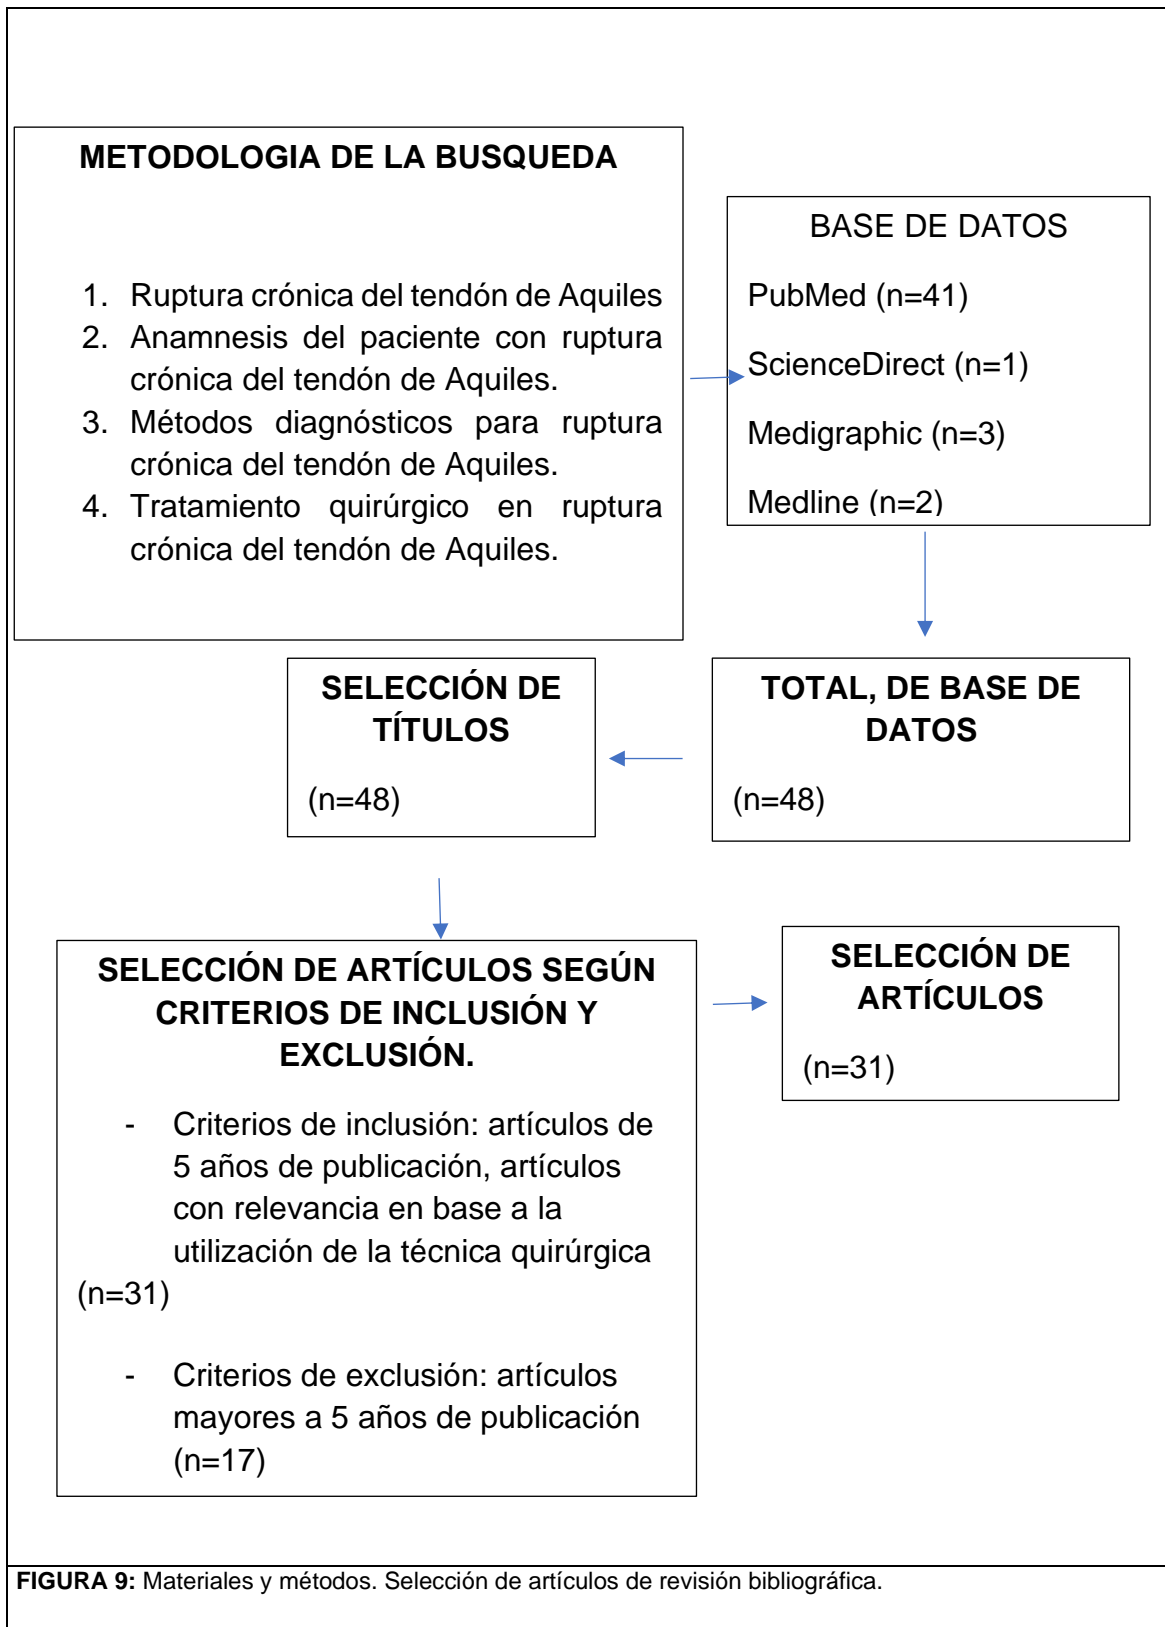 METODOLOGIA DE LA BUSQUEDA
1. Ruptura crónica del tendón de Aquiles
2. Anamnesis del paciente con ruptura
crónica del tendón de Aquiles.
3. Métodos diagnósticos para ruptura
crónica del tendón de Aquiles.
4. Tratamiento quirúrgico en ruptura
crónica del tendón de Aquiles.
BASE DE DATOS
PubMed (n=41)
ScienceDirect (n=1)
Medigraphic (n=3)
Medline (n=2)
TOTAL, DE BASE DE
DATOS
(n=48)
SELECCIÓN DE
TÍTULOS
(n=48)
SELECCIÓN DE ARTÍCULOS SEGÚN
CRITERIOS DE INCLUSIÓN Y
EXCLUSIÓN.
- Criterios de inclusión: artículos de
5 años de publicación, artículos
con relevancia en base a la
utilización de la técnica quirúrgica
(n=31)
- Criterios de exclusión: artículos
mayores a 5 años de publicación
(n=17)
SELECCIÓN DE
ARTÍCULOS
(n=31)
FIGURA 9: Materiales y métodos. Selección de artículos de revisión bibliográfica.